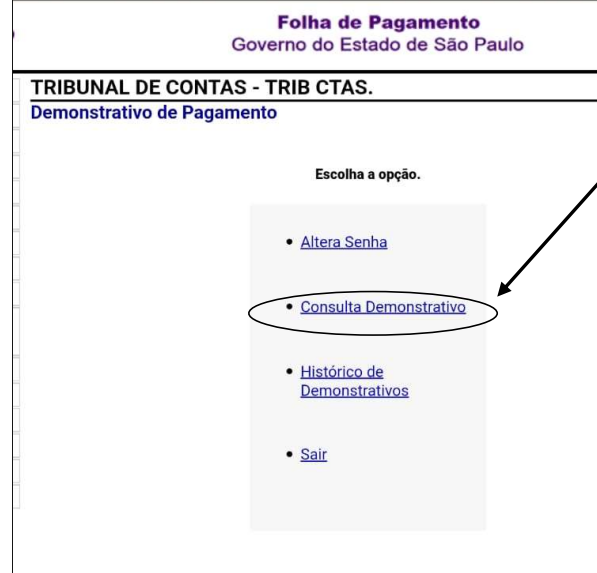 Folha de Pagamento
Governo do Estado de São Paulo
TRIBUNAL DE CONTAS - TRIB CTAS.
Demonstrativo de Pagamento
Escolha a opção.
Altera Senha
Consulta Demonstrativo
Histórico de
Demonstrativos
Sair